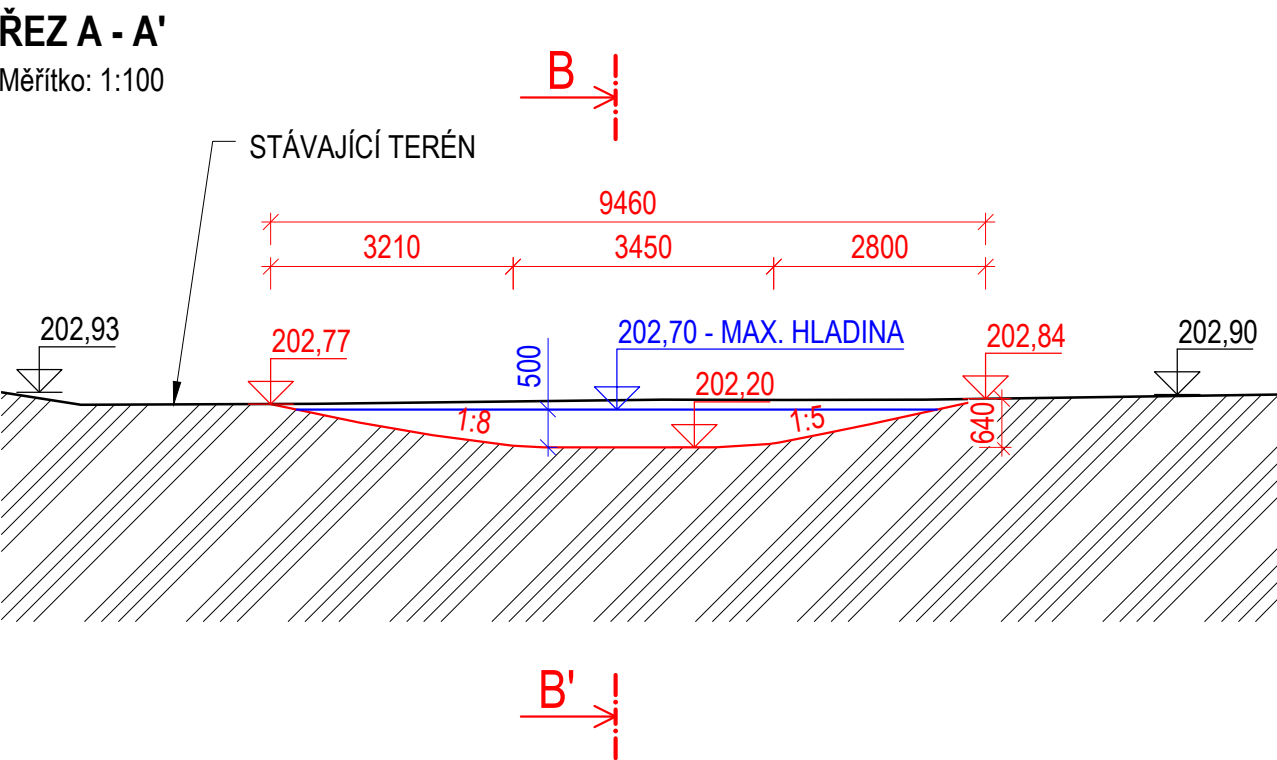 ŘEZ A - A'
Měřítko: 1:100
B
STÁVAJÍCÍ TERÉN
9460
3210 3450 2800
202,93 202,77 500 202,70 - MAX. HLADINA 202,84 202,90
202,20
1:8 1:5 640
B'